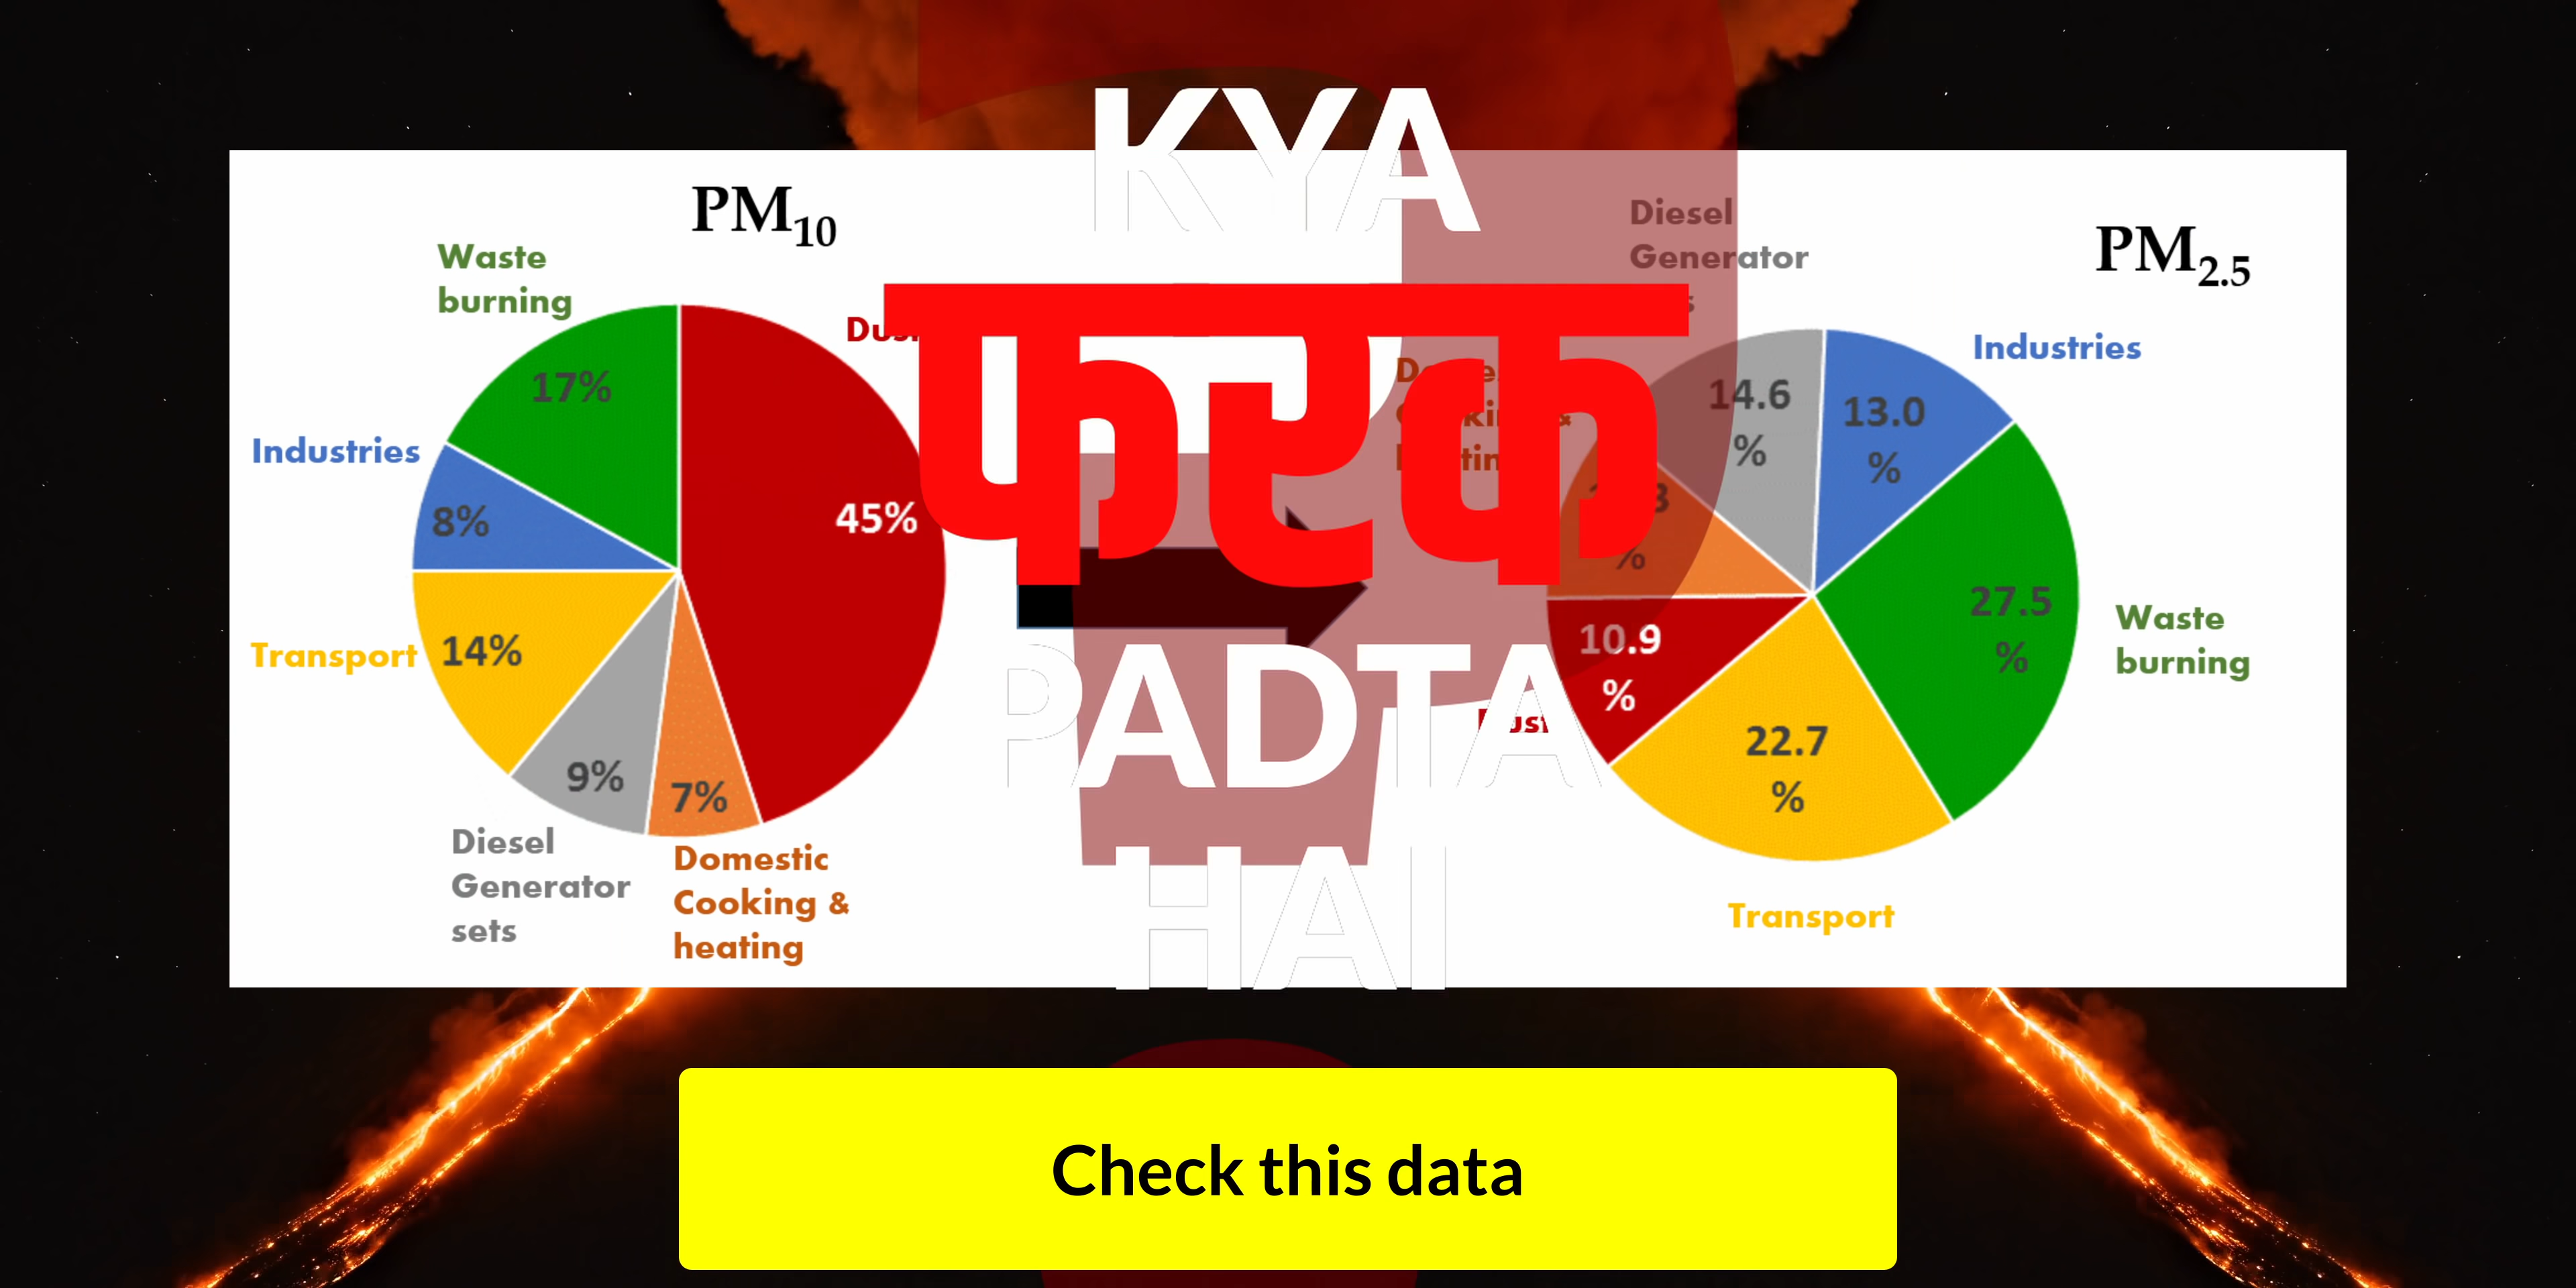 KYA
फरक
PADTA
HAI
PM10
Waste
burning
17%
Industries
8%
Transport
14%
9%
Diesel
Generator
sets
7%
Domestic
Cooking &
heating
45%
PM2.5
Diesel
Generator
14.6
%
Industries
13.0
%
27.5
%
Waste
burning
22.7
%
Transport
10.9
%
%
Check this data